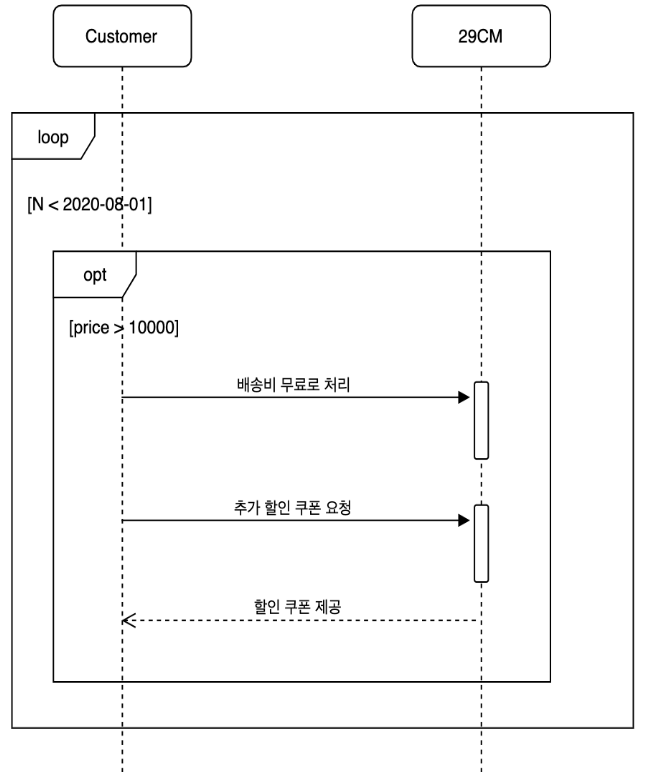 Customer
29CM
loop
[N < 2020-08-01]
opt
[price > 10000]
배송비 무료로 처리
추가 할인 쿠폰 요청
할인 쿠폰 제공